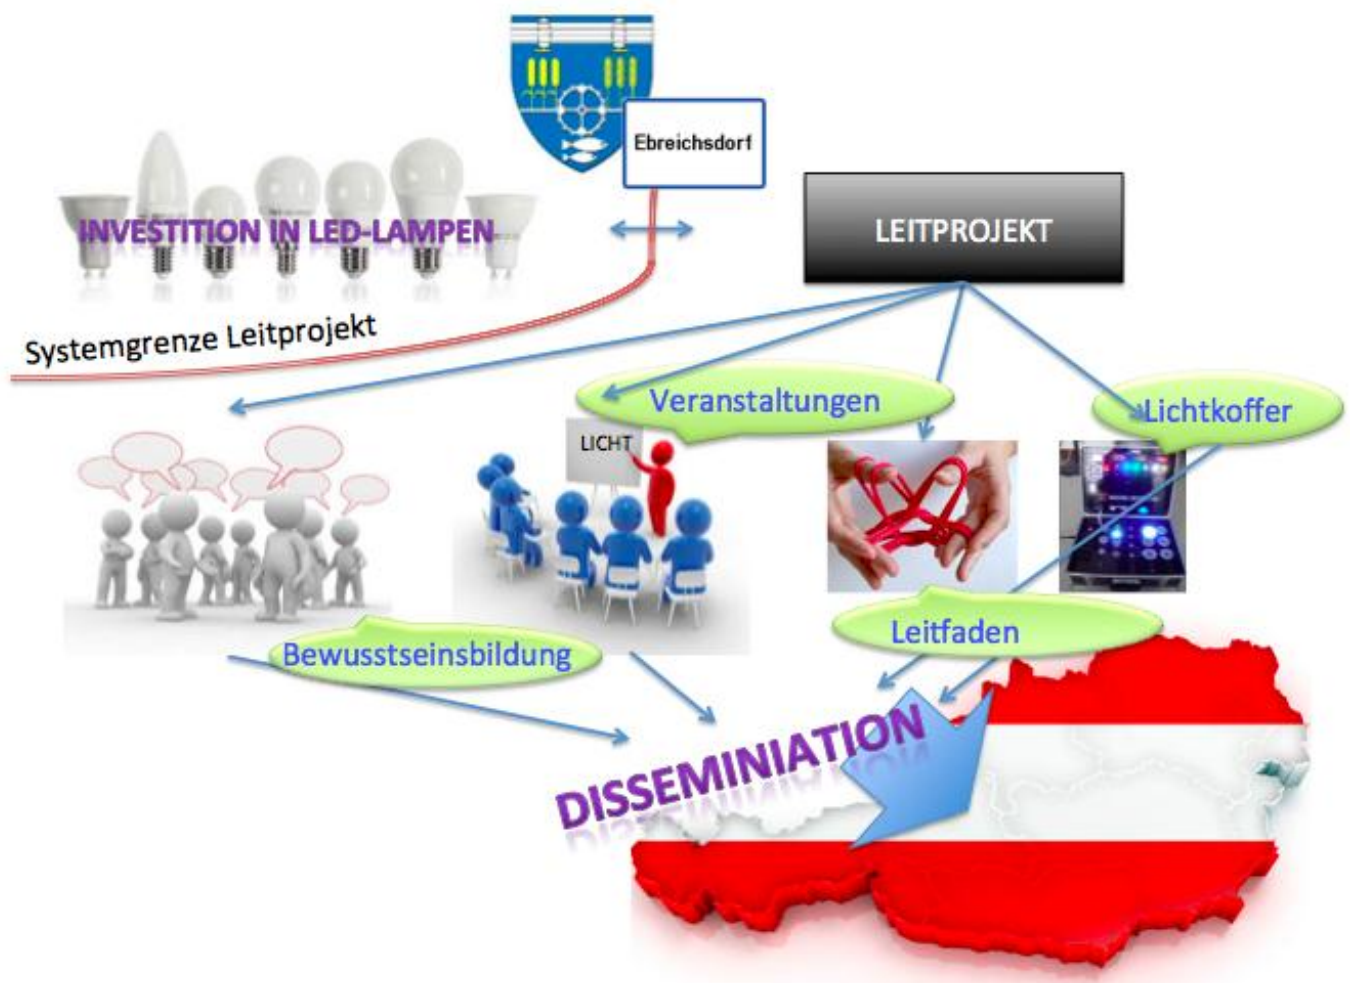 Ebreichsdorf
INVESTITION IN LED-LAMPEN
LEITPROJEKT
Systemgrenze Leitprojekt
Veranstaltungen
Lichtkoffer
LICHT
Leitfaden
Bewusstseinsbildung
DISSEMINIATION